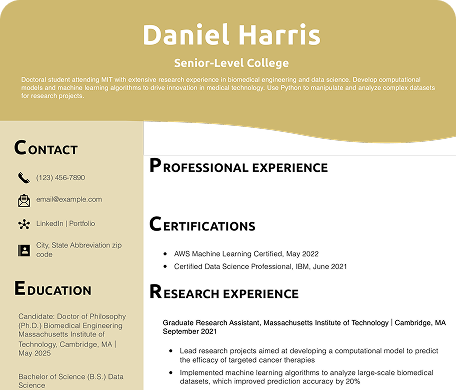 Daniel Harris
Senior-Level College
Doctoral student attending MIT with extensive research experience in biomedical engineering and data science. Develop computational
models and machine learning algorithms to drive innovation in medical technology. Use Python to manipulate and analyze complex datasets
for research projects.
CONTACT
(123) 456-7890
email@example.com
LinkedIn | Portfolio
City, State Abbreviation zip
code
EDUCATION
Candidate: Doctor of Philosophy
(Ph.D.) Biomedical Engineering
Massachusetts Institute of
Technology, Cambridge, MA |
May 2025
Bachelor of Science (B.S.) Data
Science
PROFESSIONAL EXPERIENCE
CERTIFICATIONS
• AWS Machine Learning Certified, May 2022
• Certified Data Science Professional, IBM, June 2021
RESEARCH EXPERIENCE
Graduate Research Assistant, Massachusetts Institute of Technology | Cambridge, MA
September 2021
• Lead research projects aimed at developing a computational model to predict
the efficacy of targeted cancer therapies
• Implemented machine learning algorithms to analyze large-scale biomedical
datasets, which improved prediction accuracy by 20%